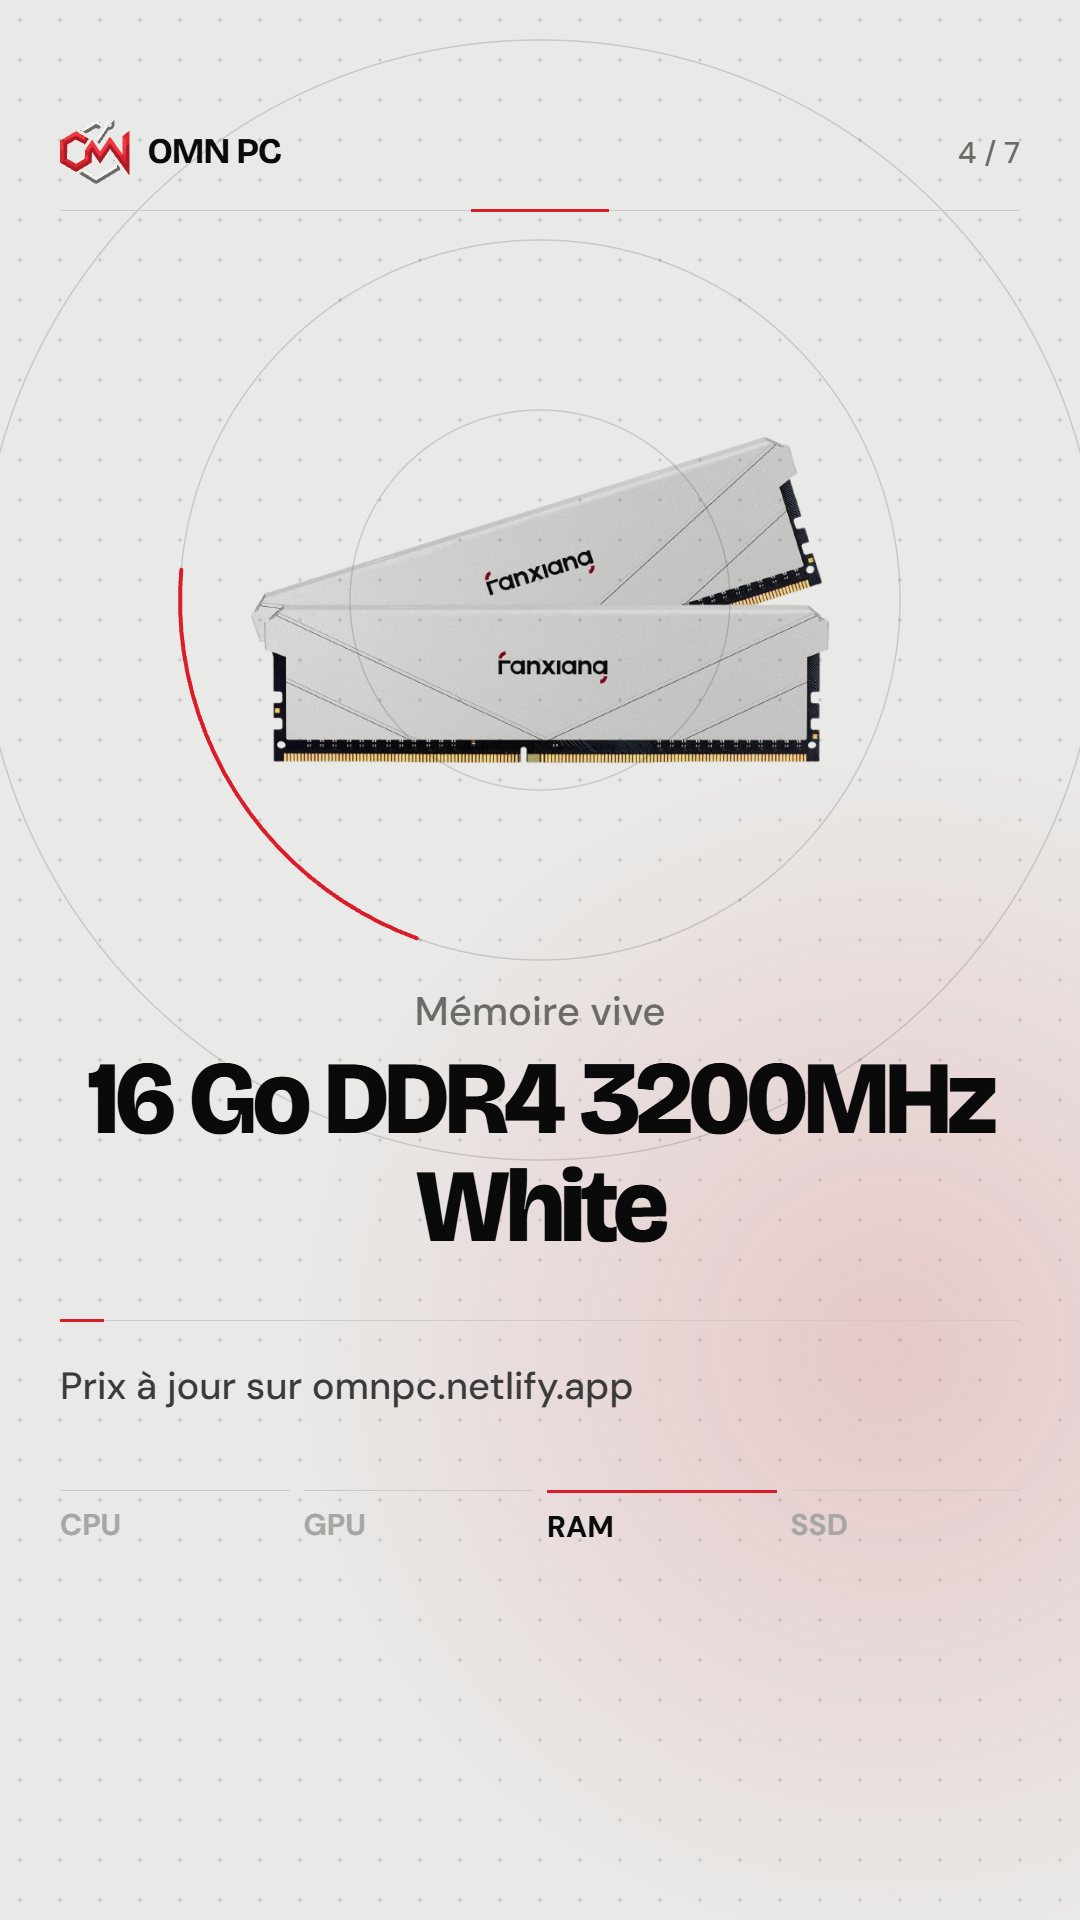 OMN PC
4 / 7
fanxiang
fanxiang
Mémoire vive
16 Go DDR4 3200MHz
White
Prix à jour sur omnpc.netlify.app
CPU
GPU
RAM
SSD